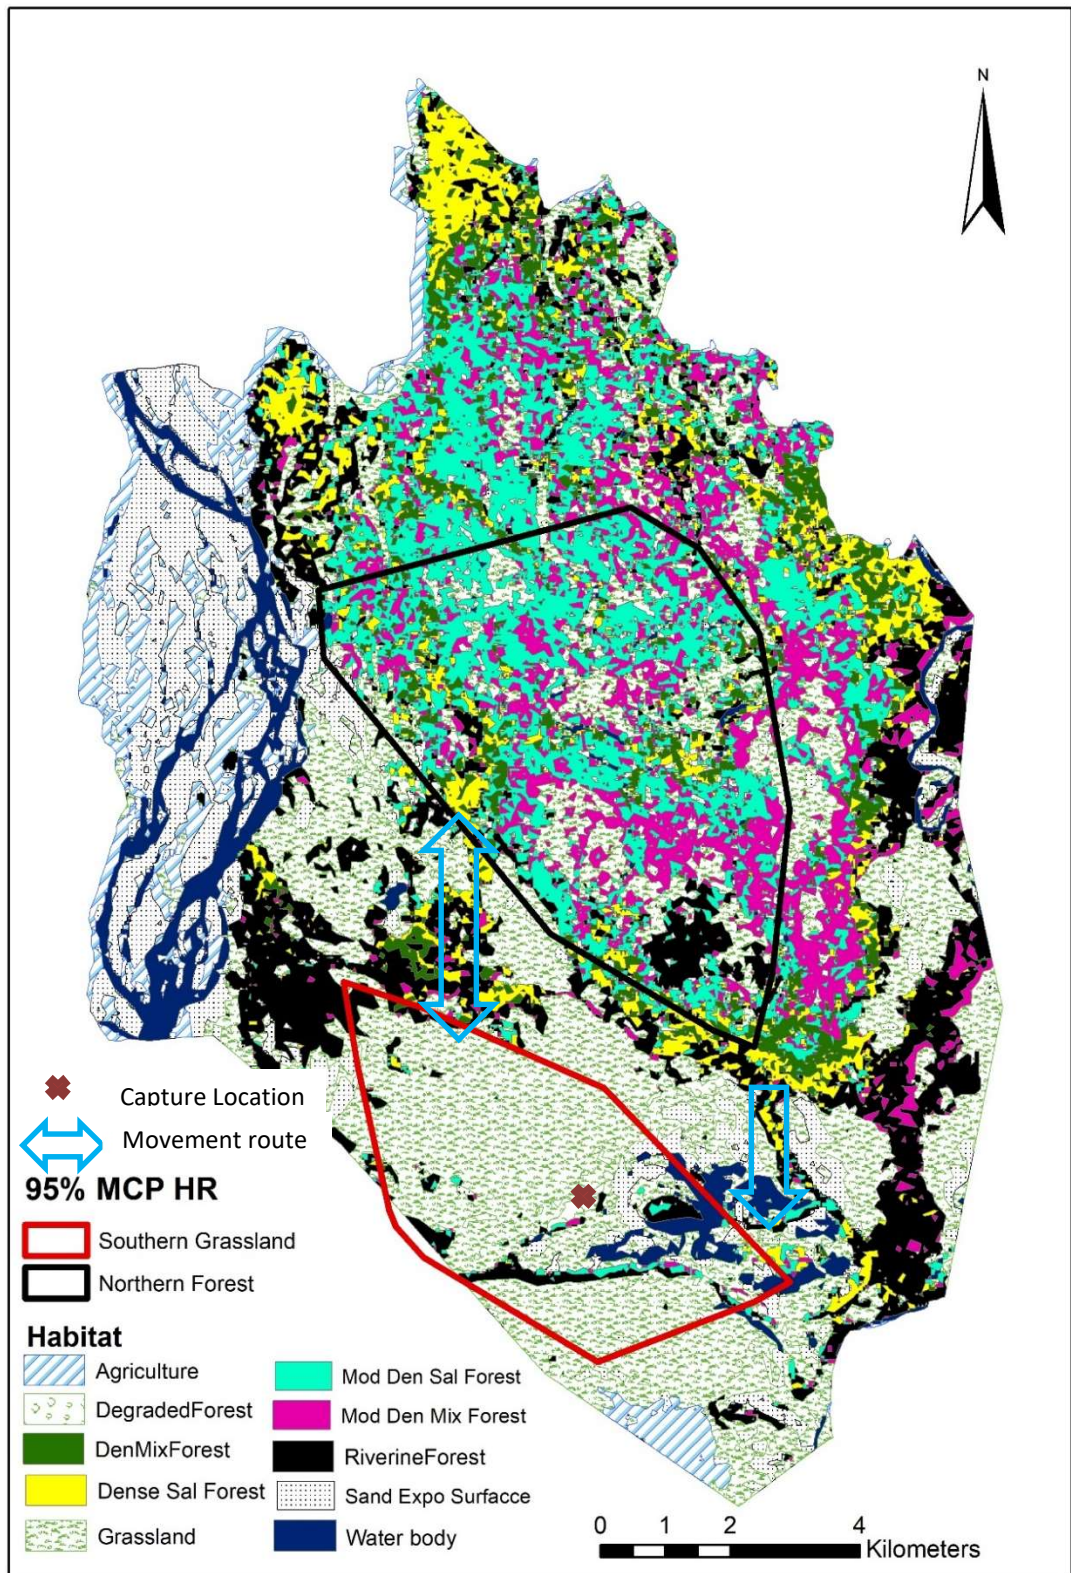 N
Capture Location
Movement route
95% MCP HR
Southern Grassland
Northern Forest
Habitat
Agriculture
DegradedForest
DenMixForest
Dense Sal Forest
Grassland
Mod Den Sal Forest
Mod Den Mix Forest
RiverineForest
Sand Expo Surfacce
Water body
0 1 2 4
Kilometers